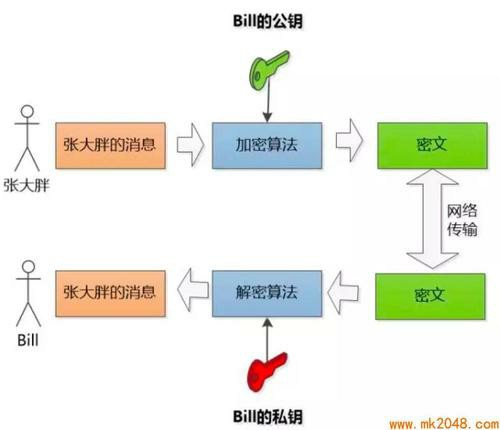 Bill的公钥
张大胖的消息
加密算法
密文
张大胖
网络
传输
张大胖的消息
解密算法
密文
Bill
Bill的私钥
www.mk2048.com